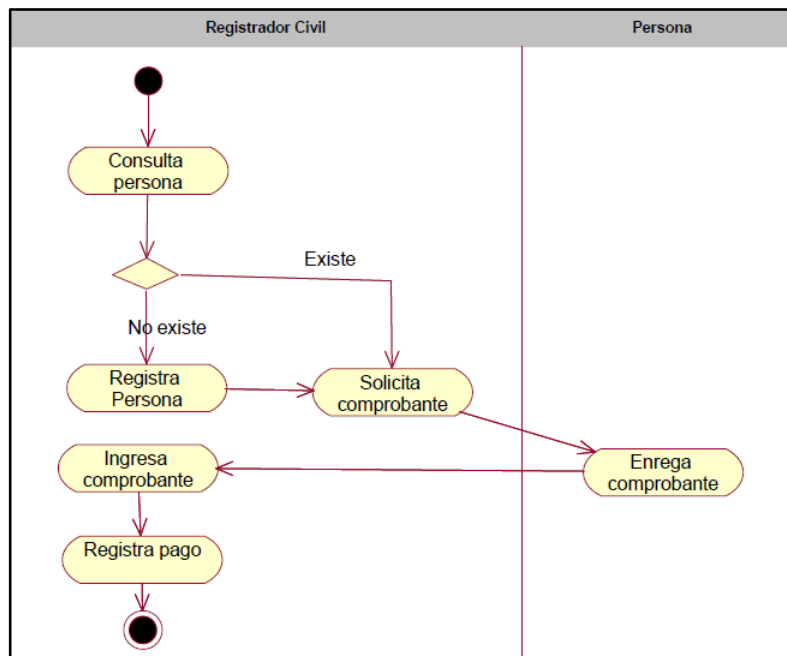 Registrador Civil
Persona
Consulta
persona
Existe
No existe
Registra
Persona
Solicita
comprobante
Ingresa
comprobante
Enrega
comprobante
Registra pago